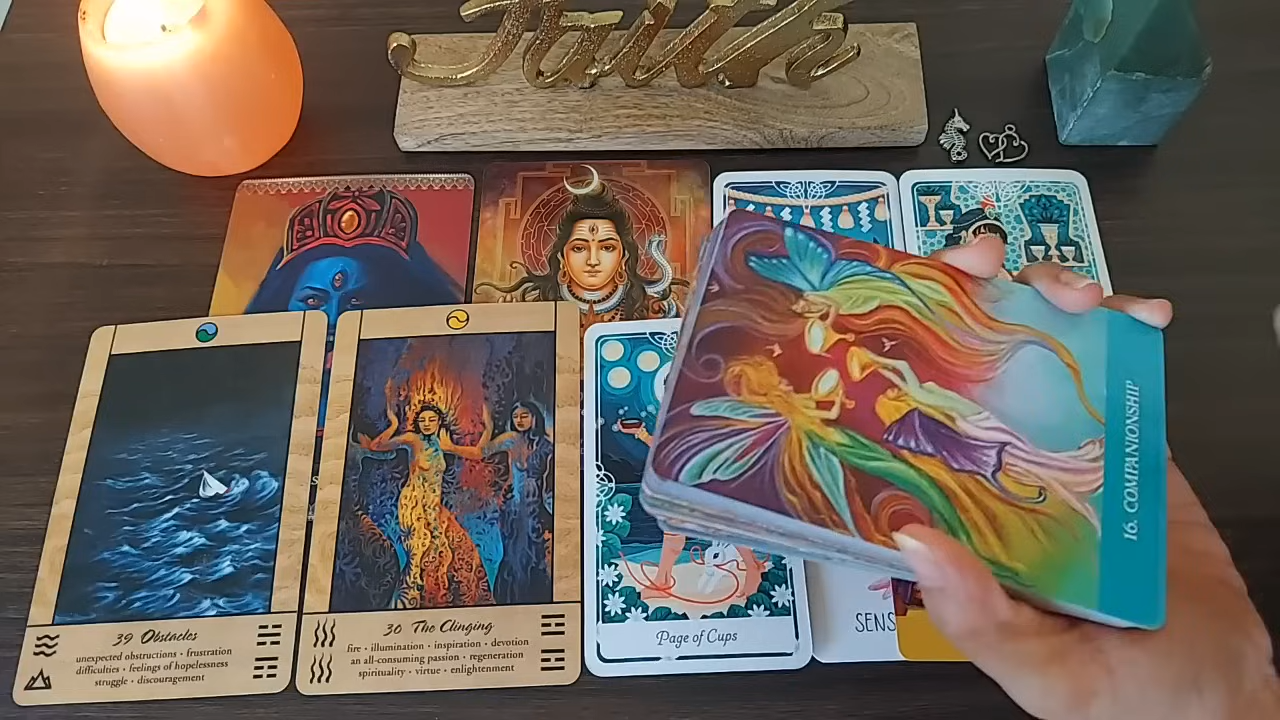 Faith
16. COMPANIONSHIP
39 Obstacles
unexpected obstructions • frustration
difficulties • feelings of hopelessness
struggle • discouragement
30 The Clinging
fire • illumination • inspiration • devotion
an all-consuming passion • regeneration
spirituality • virtue • enlightenment
Page of Cups
SENS